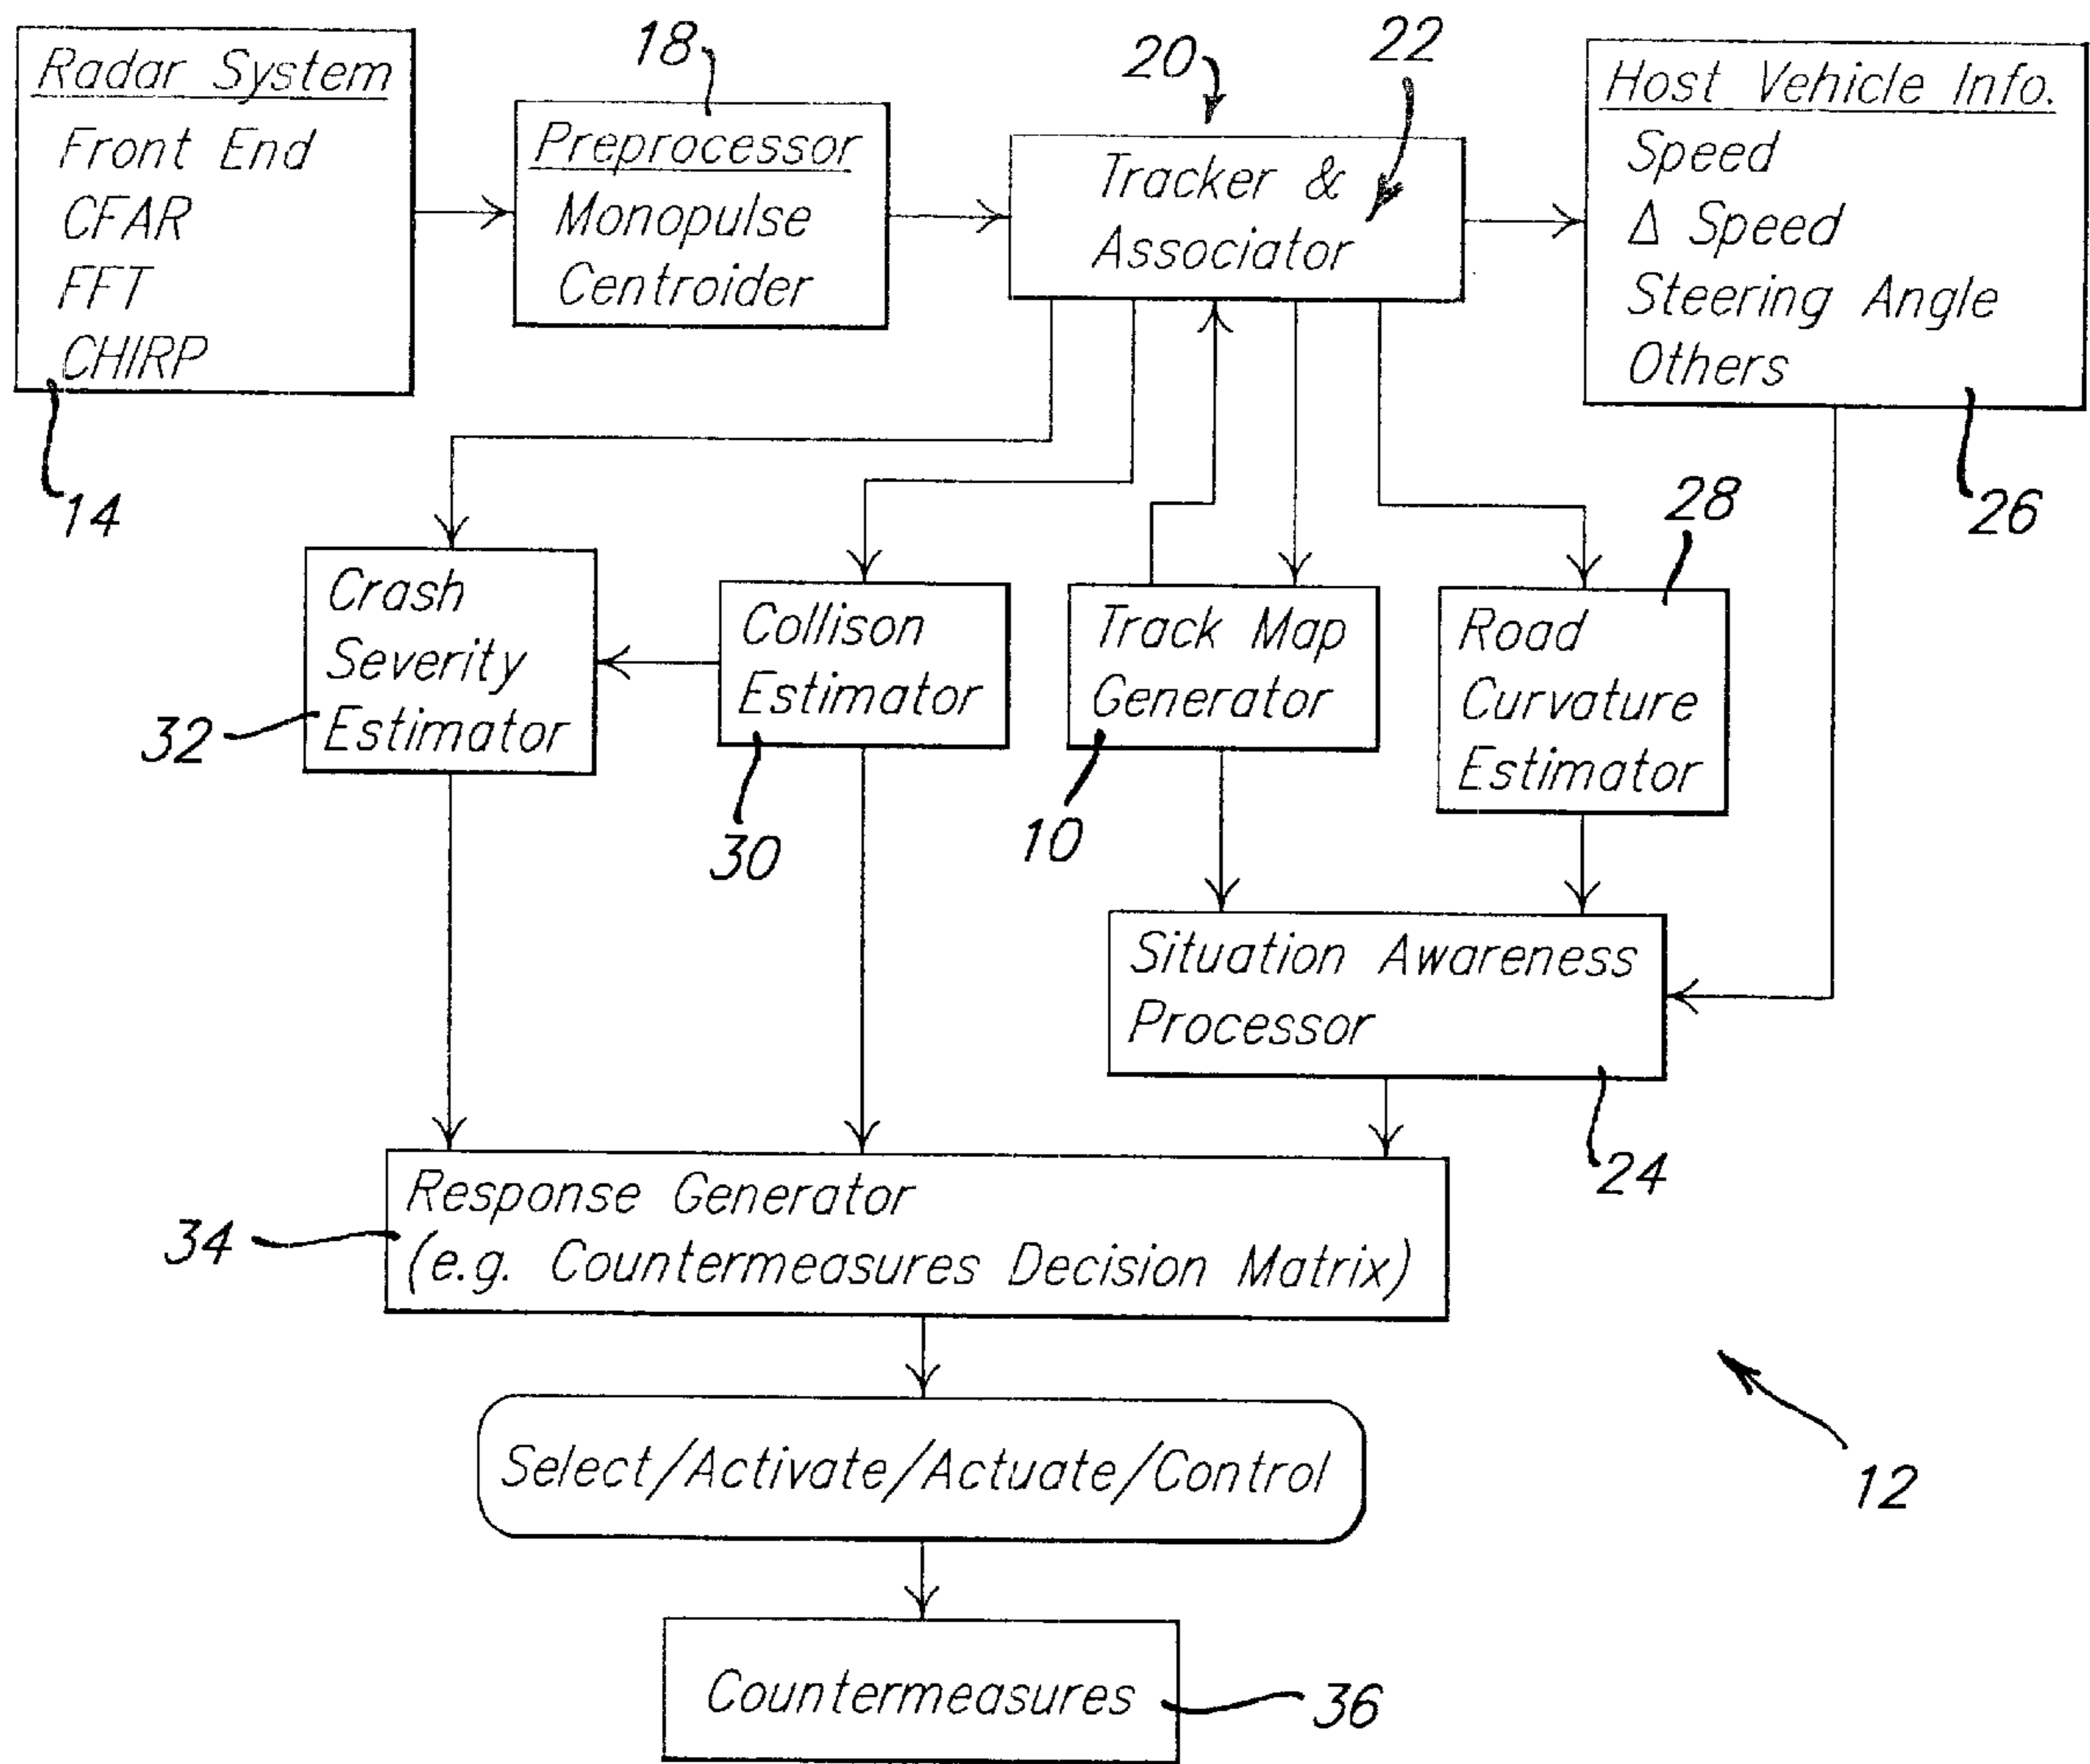 Radar System
Front End
CFAR
FFT
CHIRP
14
18
Preprocessor
Monopulse
Centroider
20
22
Tracker &
Associator
Host Vehicle Info.
Speed
Δ Speed
Steering Angle
Others
26
Crash
Severity
Estimator
32
Collison
Estimator
30
Track Map
Generator
10
28
Road
Curvature
Estimator
Situation Awareness
Processor
24
Response Generator
(e.g. Countermeasures Decision Matrix)
34
Select/Activate/Actuate/Control
12
Countermeasures
36